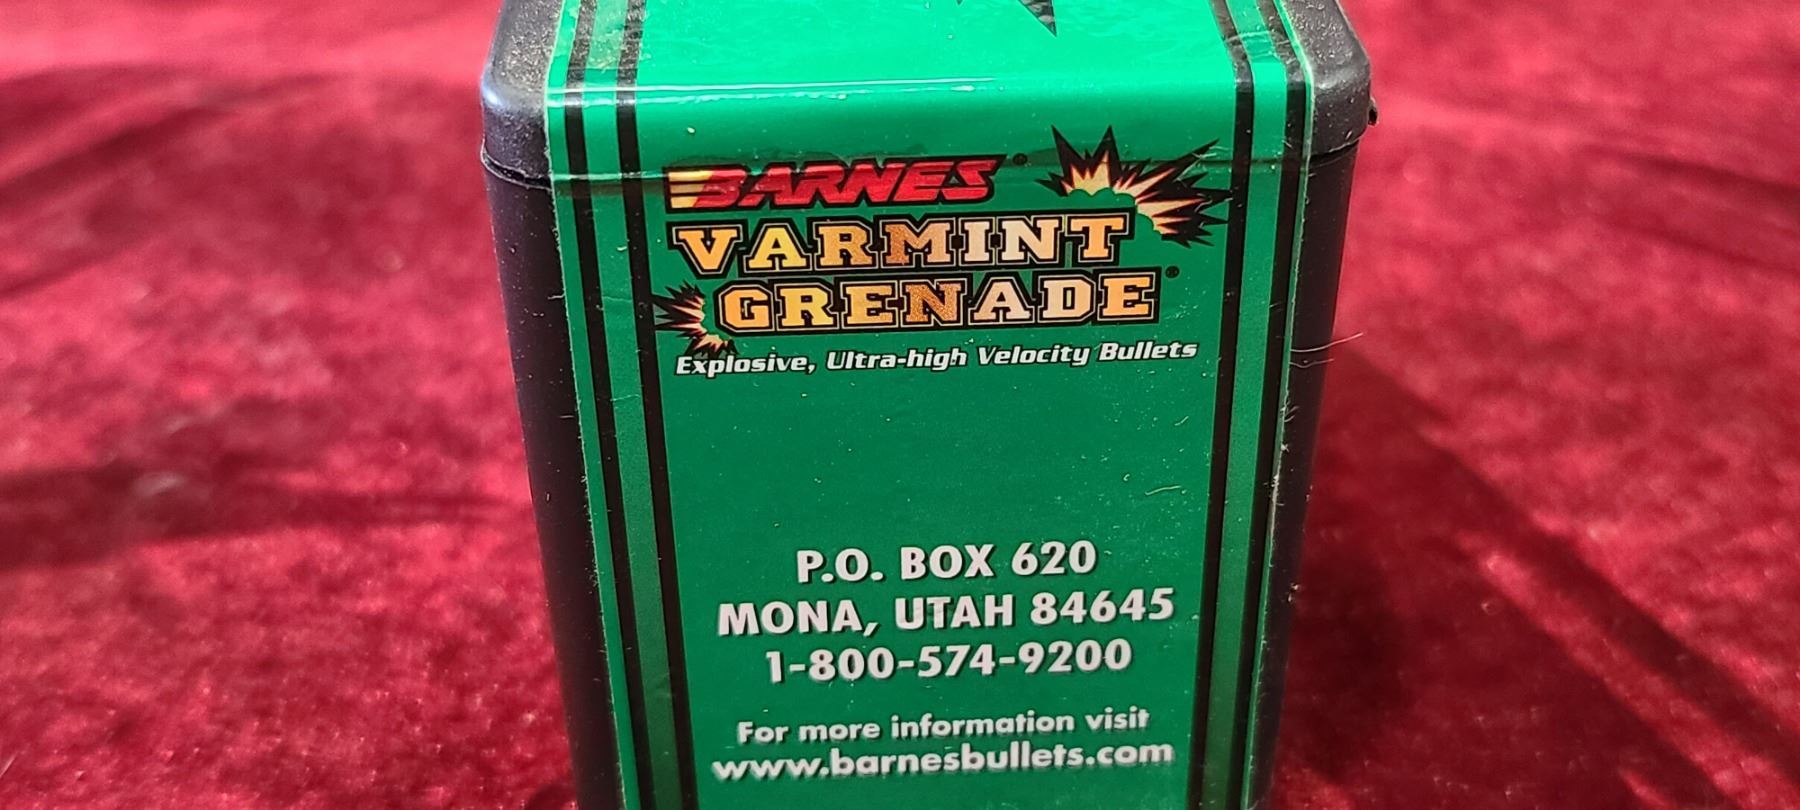 BARNES®
VARMINT
GRENADE®
Explosive, Ultra-high Velocity Bullets
P.O. BOX 620
MONA, UTAH 84645
1-800-574-9200
For more information visit
www.barnesbullets.com